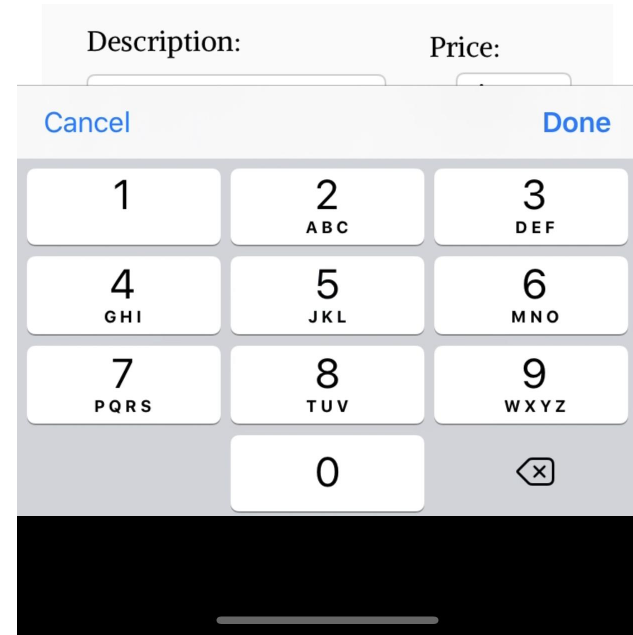 Description: Price:
Cancel Done
1 2 3
ABC DEF
4 5 6
GHI JKL MNO
7 8 9
PQRS TUV WXYZ
0